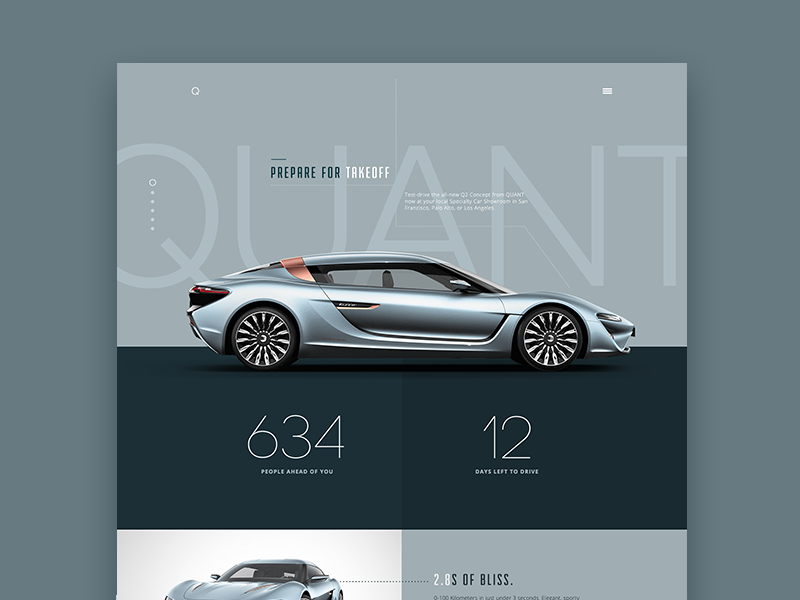 Q
QUANT
PREPARE FOR TAKEOFF
Test-drive the all-new Q2 Concept from QUANT:
now at your local Specialty Car Showroom in San
Francisco, Palo Alto, or Los Angeles.
634
12
PEOPLE AHEAD OF YOU
DAYS LEFT TO DRIVE
2.8S OF BLISS.
0-100 Kilometers in just under 3 seconds. Elegant, sporty